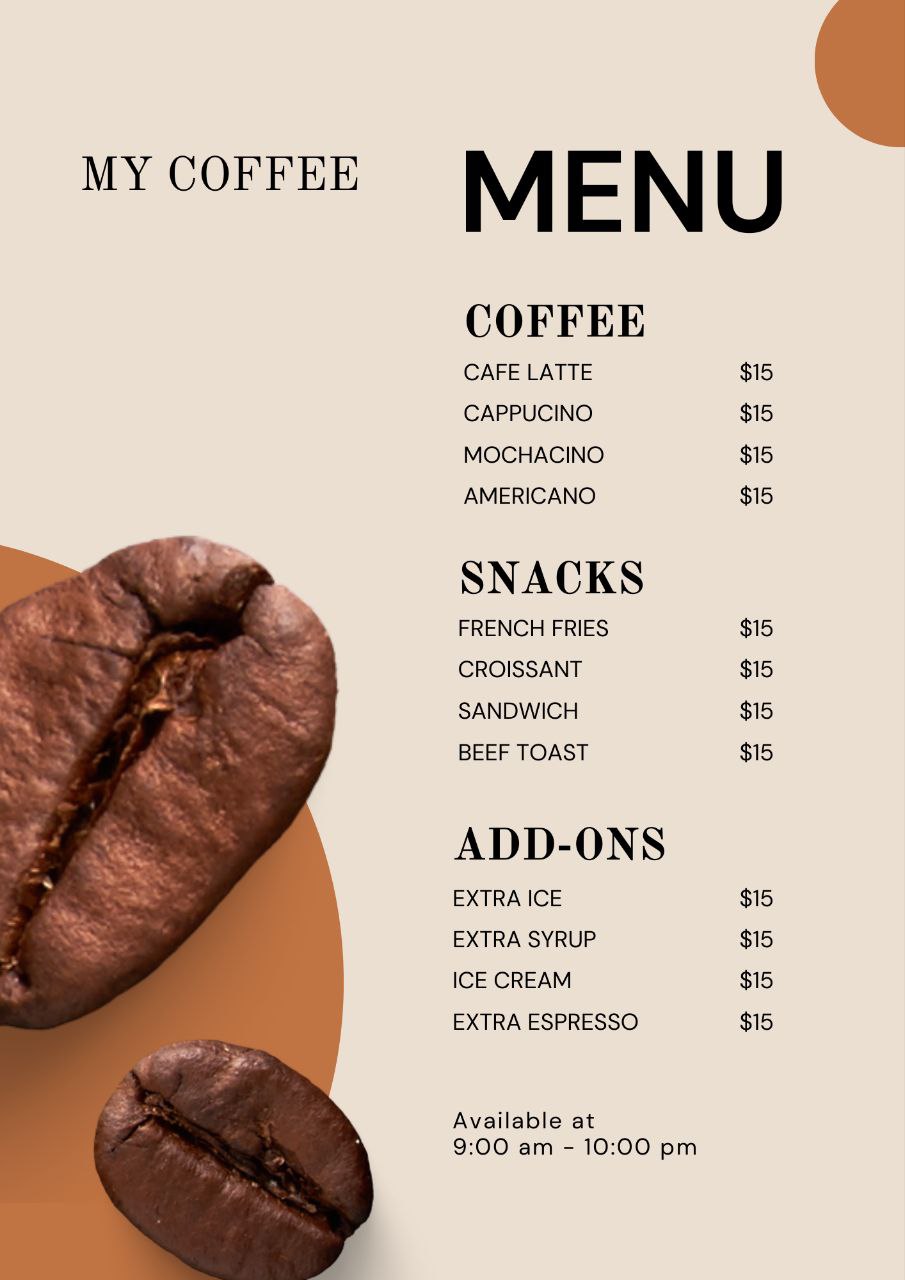 MY COFFEE
MENU
COFFEE
CAFE LATTE $15
CAPPUCINO $15
MOCHACINO $15
AMERICANO $15
SNACKS
FRENCH FRIES $15
CROISSANT $15
SANDWICH $15
BEEF TOAST $15
ADD-ONS
EXTRA ICE $15
EXTRA SYRUP $15
ICE CREAM $15
EXTRA ESPRESSO $15
Available at
9:00 am - 10:00 pm